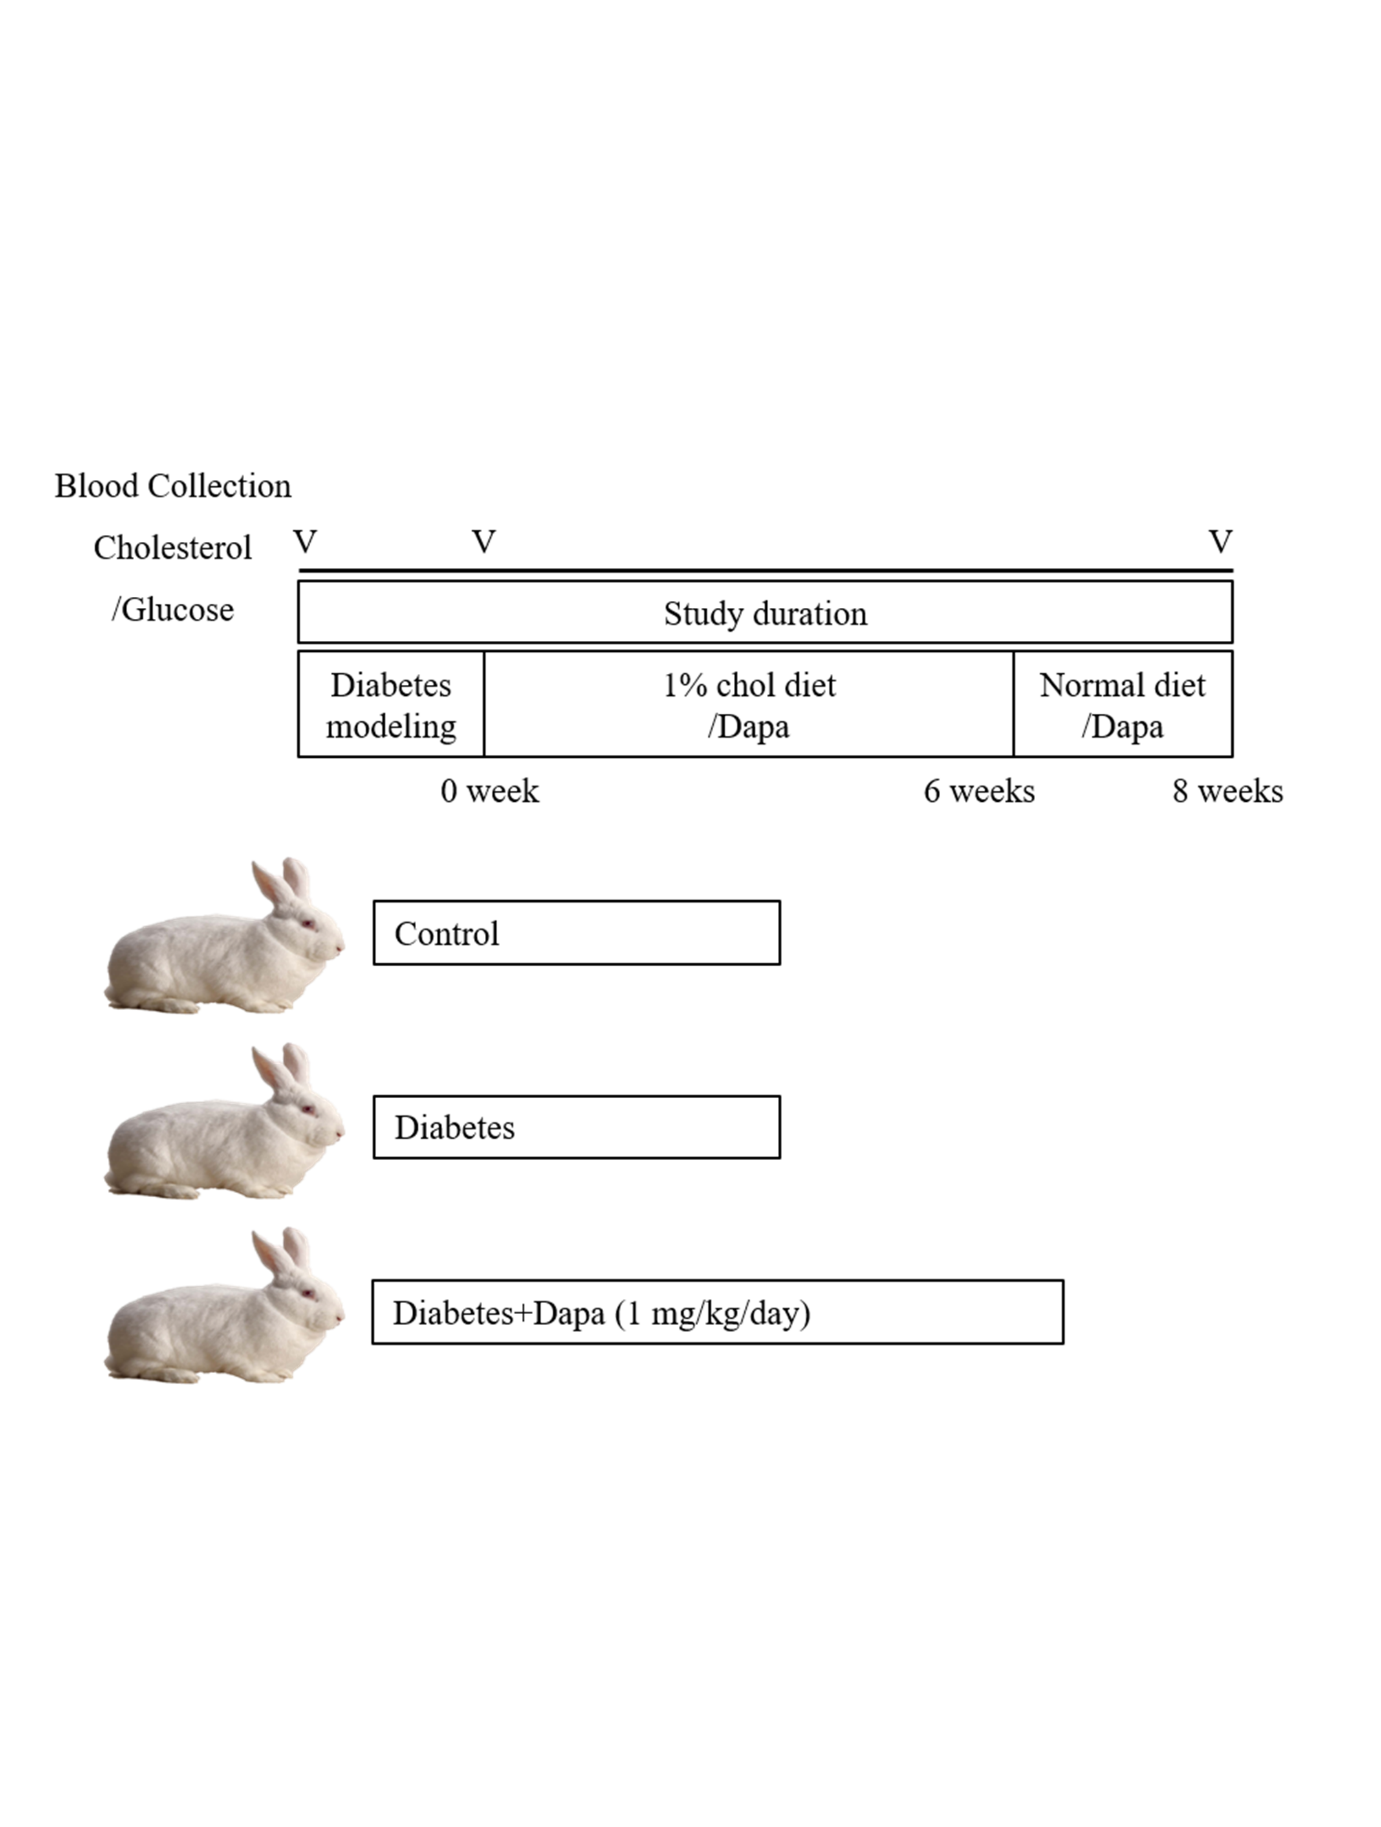 Blood Collection
Cholesterol
/Glucose
V V V
Study duration
Diabetes
modeling
1% chol diet
/Dapa
Normal diet
/Dapa
0 week 6 weeks 8 weeks
Control
Diabetes
Diabetes+Dapa (1 mg/kg/day)